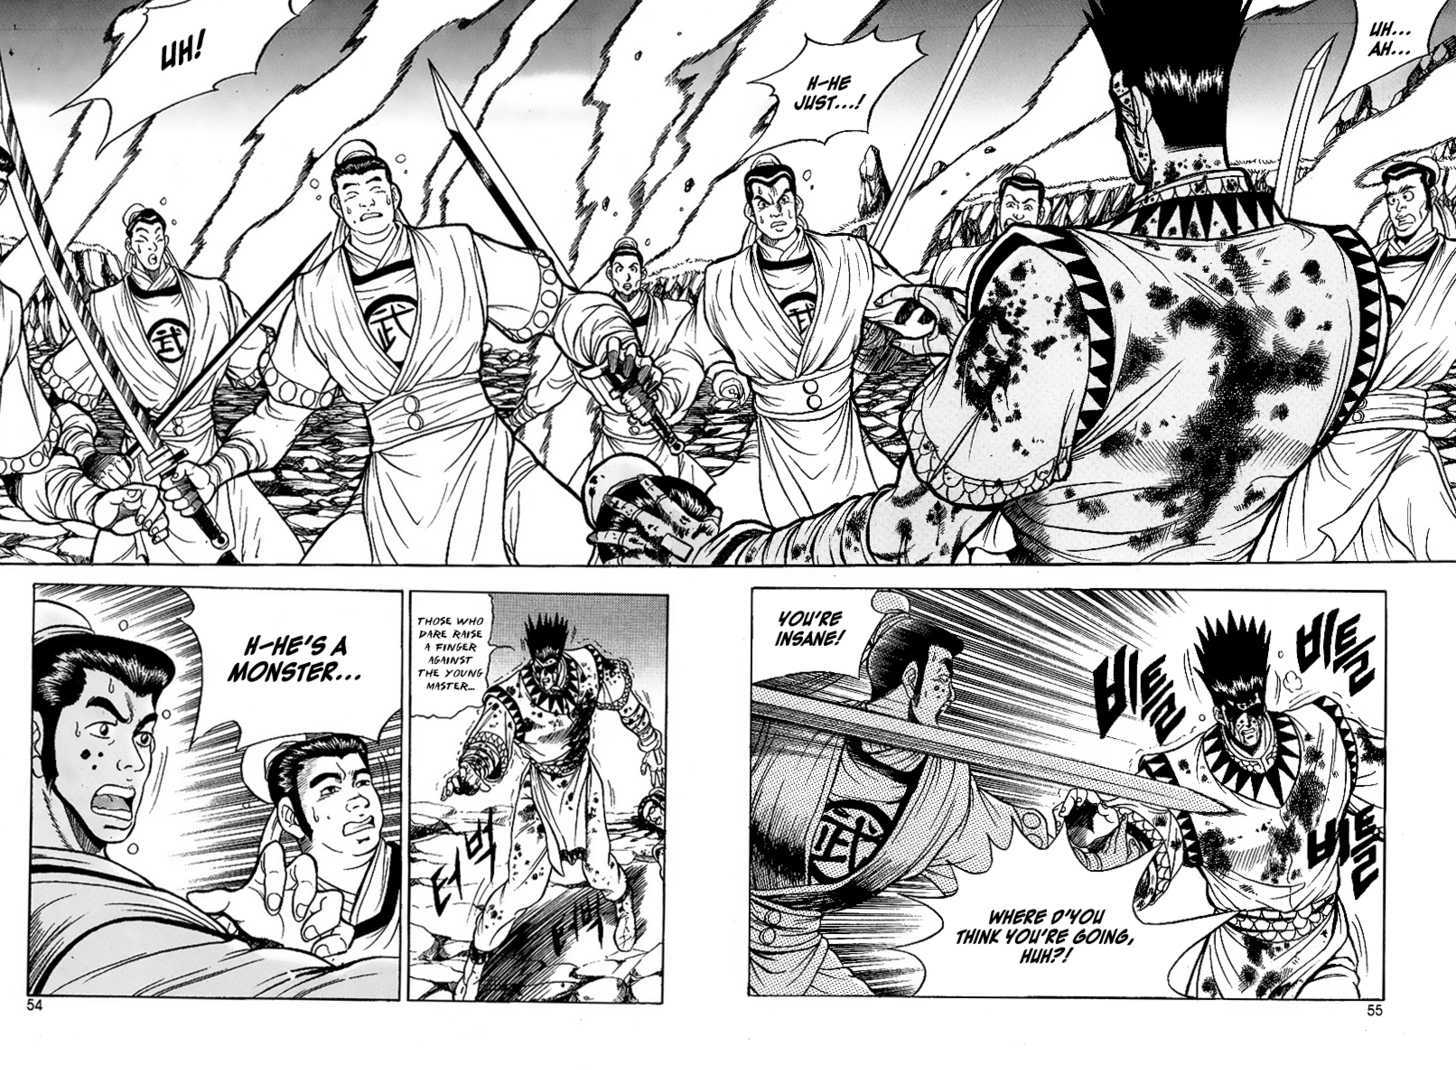 UH!
H-HE
JUST...!
UH...
AH...
武
武
武
H-HE'S A
MONSTER...
THOSE WHO
DARE RAISE
A FINGER
AGAINST
THE YOUNG
MASTER...
터벅
터벅
YOU'RE
INSANE!
비틀
비틀
비틀
武
WHERE D'YOU
THINK YOU'RE GOING,
HUH?!
54
55